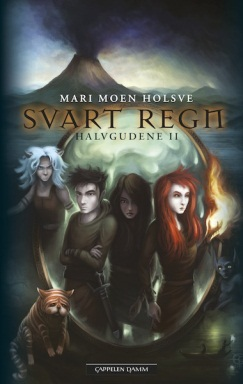 MARI MOEN HOLSVE
SVART REGN
HALVGUDENE II
CAPPELEN DAMM